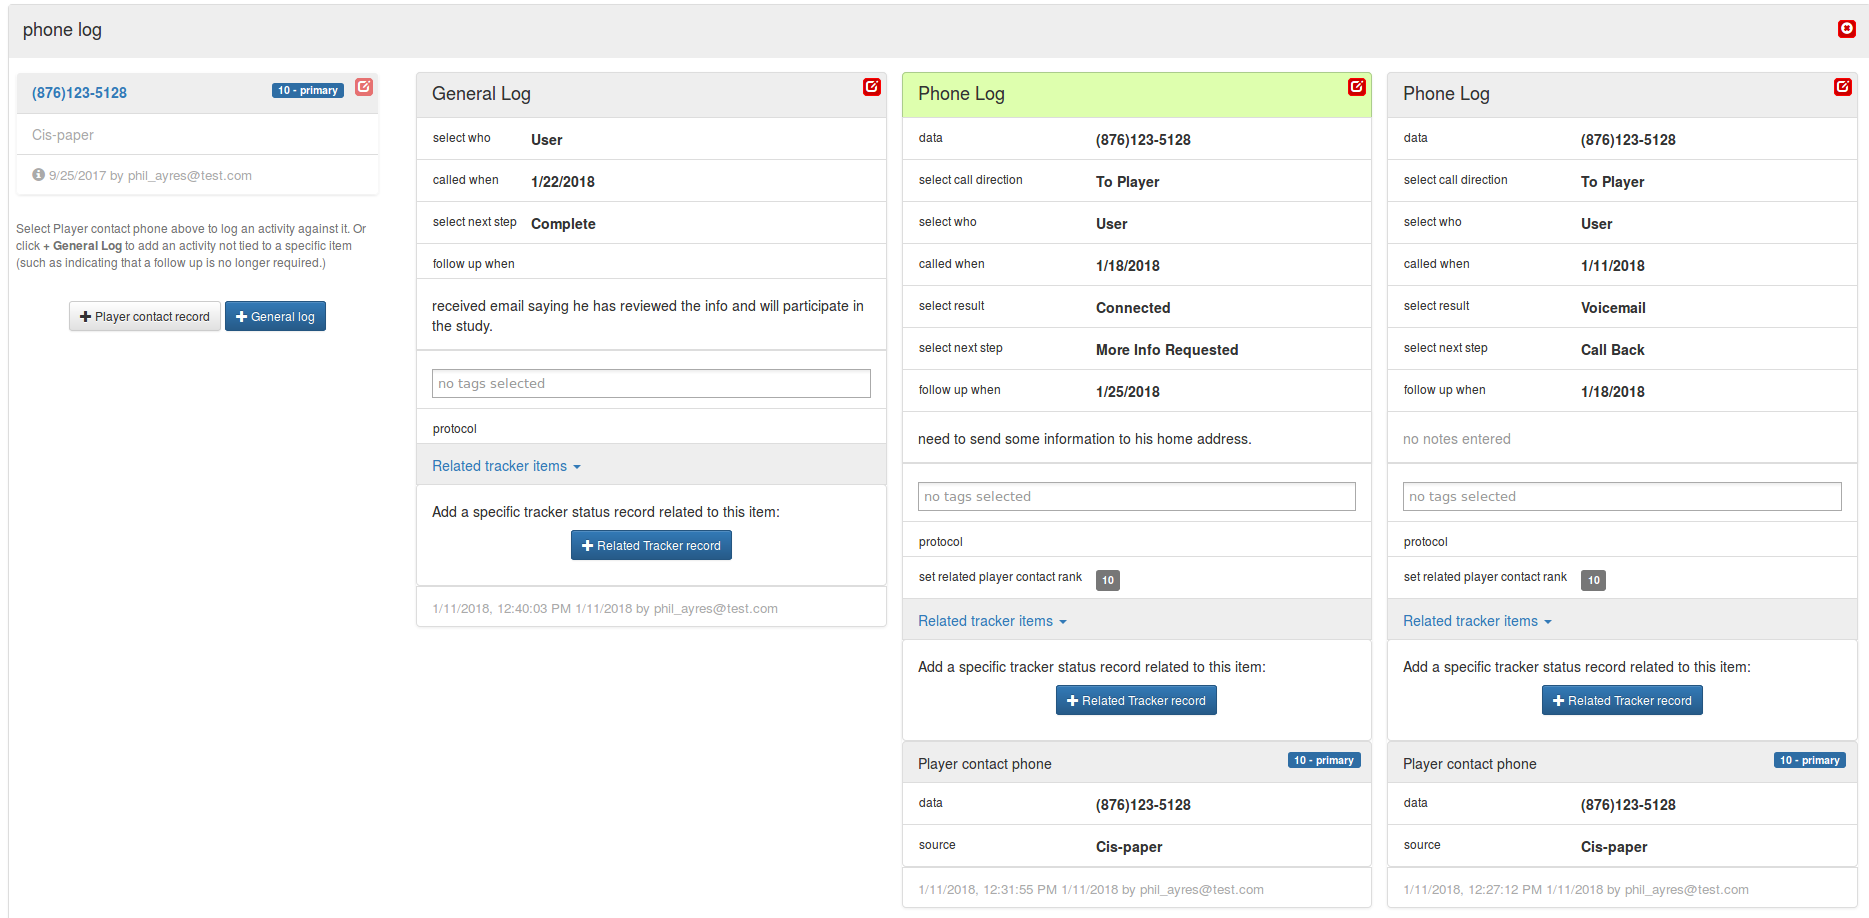 phone log
(876)123-5128
10 - primary
Cis-paper
9/25/2017 by phil_ayres@test.com
Select Player contact phone above to log an activity against it. Or
click + General Log to add an activity not tied to a specific item
(such as indicating that a follow up is no longer required.)
+ Player contact record
+ General log
General Log
select who User
called when 1/22/2018
select next step Complete
follow up when
received email saying he has reviewed the info and will participate in
the study.
no tags selected
protocol
Related tracker items
Add a specific tracker status record related to this item:
+ Related Tracker record
1/11/2018, 12:40:03 PM 1/11/2018 by phil_ayres@test.com
Phone Log
data (876)123-5128
select call direction To Player
select who User
called when 1/18/2018
select result Connected
select next step More Info Requested
follow up when 1/25/2018
need to send some information to his home address.
no tags selected
protocol
set related player contact rank 10
Related tracker items
Add a specific tracker status record related to this item:
+ Related Tracker record
Player contact phone 10 - primary
data (876)123-5128
source Cis-paper
1/11/2018, 12:31:55 PM 1/11/2018 by phil_ayres@test.com
Phone Log
data (876)123-5128
select call direction To Player
select who User
called when 1/11/2018
select result Voicemail
select next step Call Back
follow up when 1/18/2018
no notes entered
no tags selected
protocol
set related player contact rank 10
Related tracker items
Add a specific tracker status record related to this item:
+ Related Tracker record
Player contact phone 10 - primary
data (876)123-5128
source Cis-paper
1/11/2018, 12:27:12 PM 1/11/2018 by phil_ayres@test.com